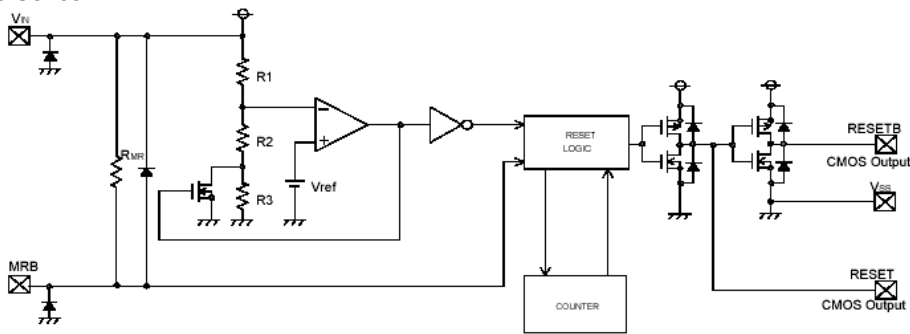 VIN
R1
R2
RMR
Vref
R3
RESET
LOGIC
RESETB
CMOS Output
VSS
MRB
COUNTER
RESET
CMOS Output